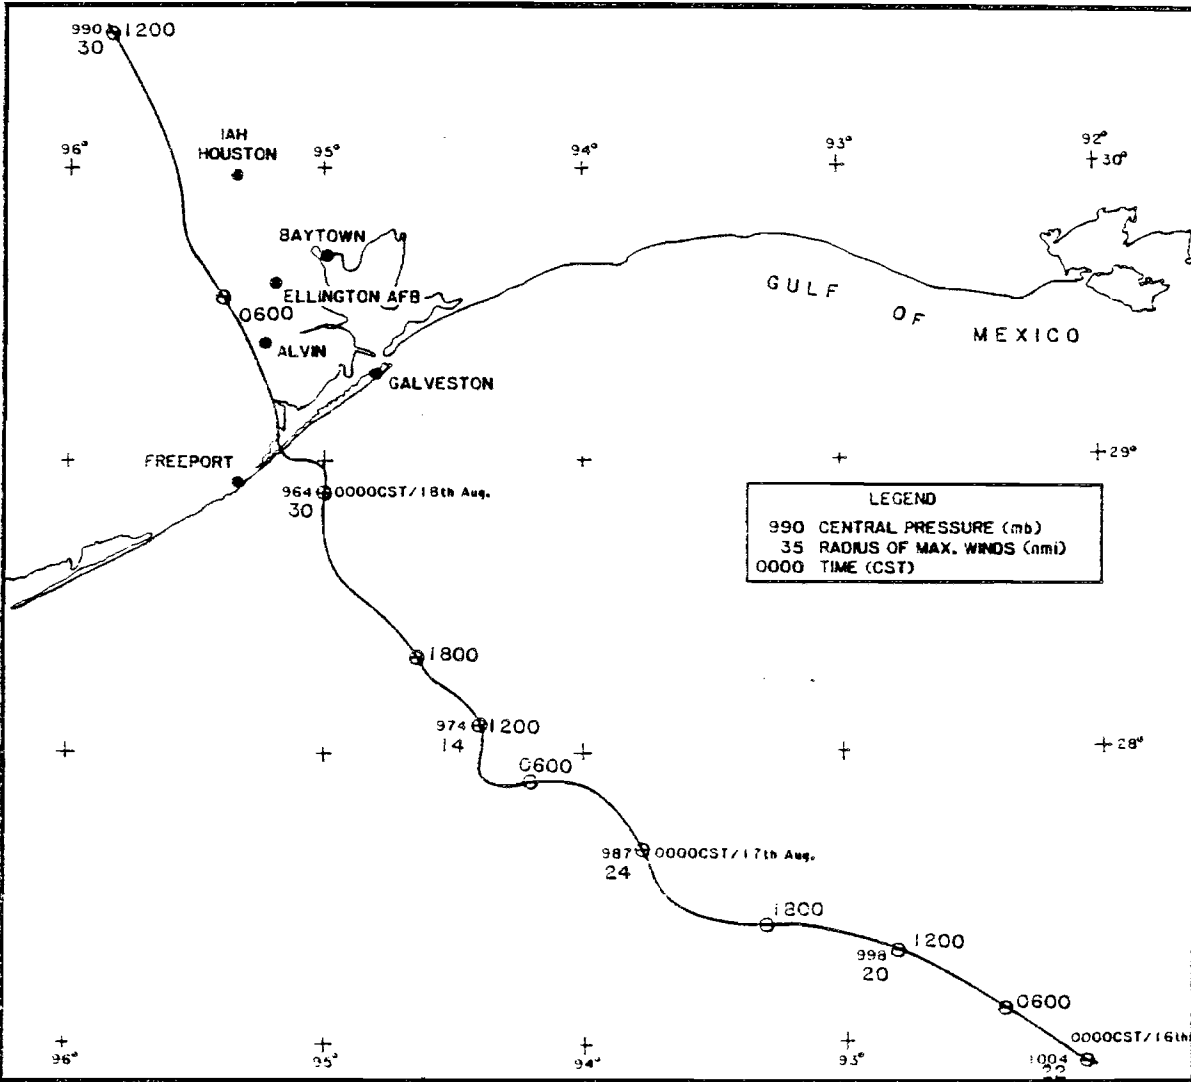 990 1200
30
IAH
HOUSTON
96°
95°
94°
93°
92°
30°
BAYTOWN
ELLINGTON AFB
0600
ALVIN
GALVESTON
GULF OF MEXICO
FREEPORT
29°
964 0000CST/18th Aug.
30
LEGEND
990 CENTRAL PRESSURE (mb)
35 RADIUS OF MAX. WINDS (nmi)
0000 TIME (CST)
1800
974 1200
14
28°
0600
987 0000CST/17th Aug.
24
1800
1200
998
20
0600
0000CST/16th
1004
22
96°
95°
94°
93°